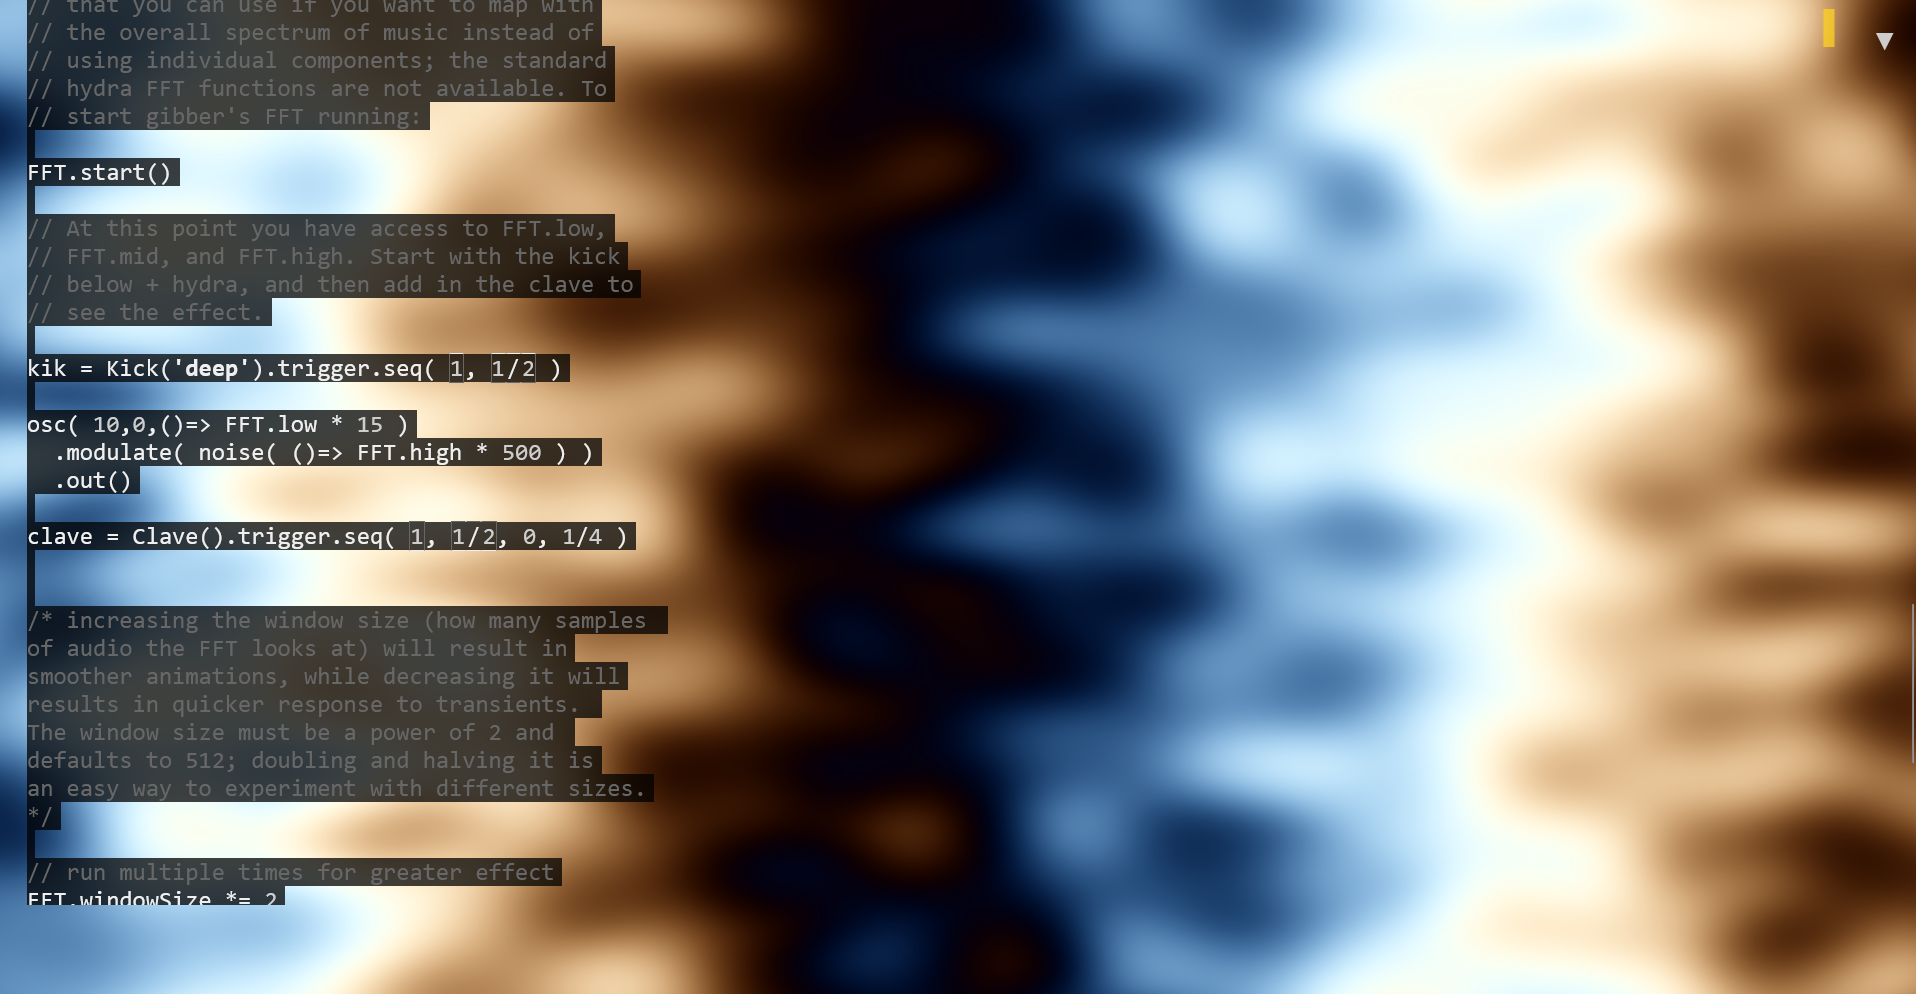 // that you can use if you want to map with
// the overall spectrum of music instead of
// using individual components; the standard
// hydra FFT functions are not available. To
// start gibber's FFT running:
FFT.start()
// At this point you have access to FFT.low,
// FFT.mid, and FFT.high. Start with the kick
// below + hydra, and then add in the clave to
// see the effect.
kik = Kick('deep').trigger.seq( 1, 1/2 )
osc( 10,0,()=> FFT.low * 15 )
  .modulate( noise( ()=> FFT.high * 500 ) )
  .out()
clave = Clave().trigger.seq( 1, 1/2, 0, 1/4 )
/* increasing the window size (how many samples
of audio the FFT looks at) will result in
smoother animations, while decreasing it will
results in quicker response to transients.
The window size must be a power of 2 and
defaults to 512; doubling and halving it is
an easy way to experiment with different sizes.
*/
// run multiple times for greater effect
FFT.windowSize *= 2